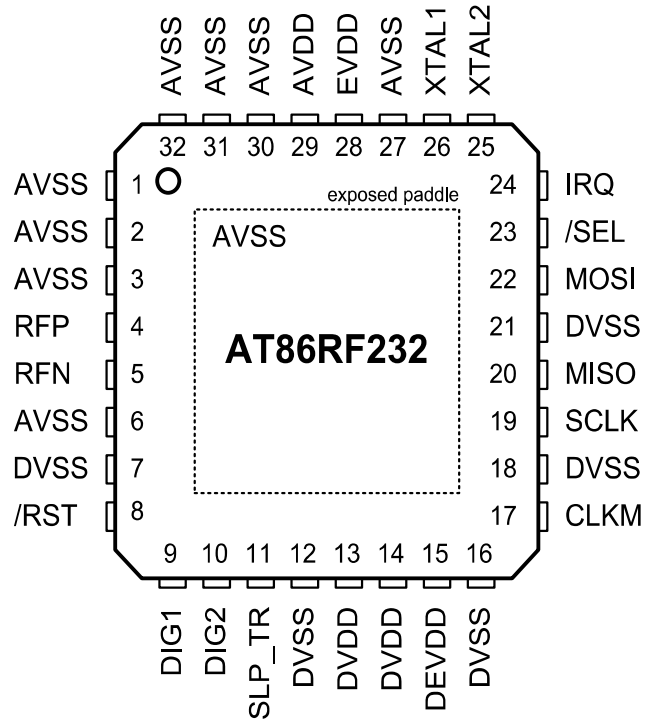 AVSS AVSS AVSS AVDD EVDD AVSS XTAL1 XTAL2
32 31 30 29 28 27 26 25
AVSS 1 exposed paddle 24 IRQ
AVSS 2 AVSS 23 /SEL
AVSS 3 22 MOSI
RFP 4 AT86RF232 21 DVSS
RFN 5 20 MISO
AVSS 6 19 SCLK
DVSS 7 18 DVSS
/RST 8 17 CLKM
9 10 11 12 13 14 15 16
DIG1 DIG2 SLP_TR DVSS DVDD DVDD DEVDD DVSS